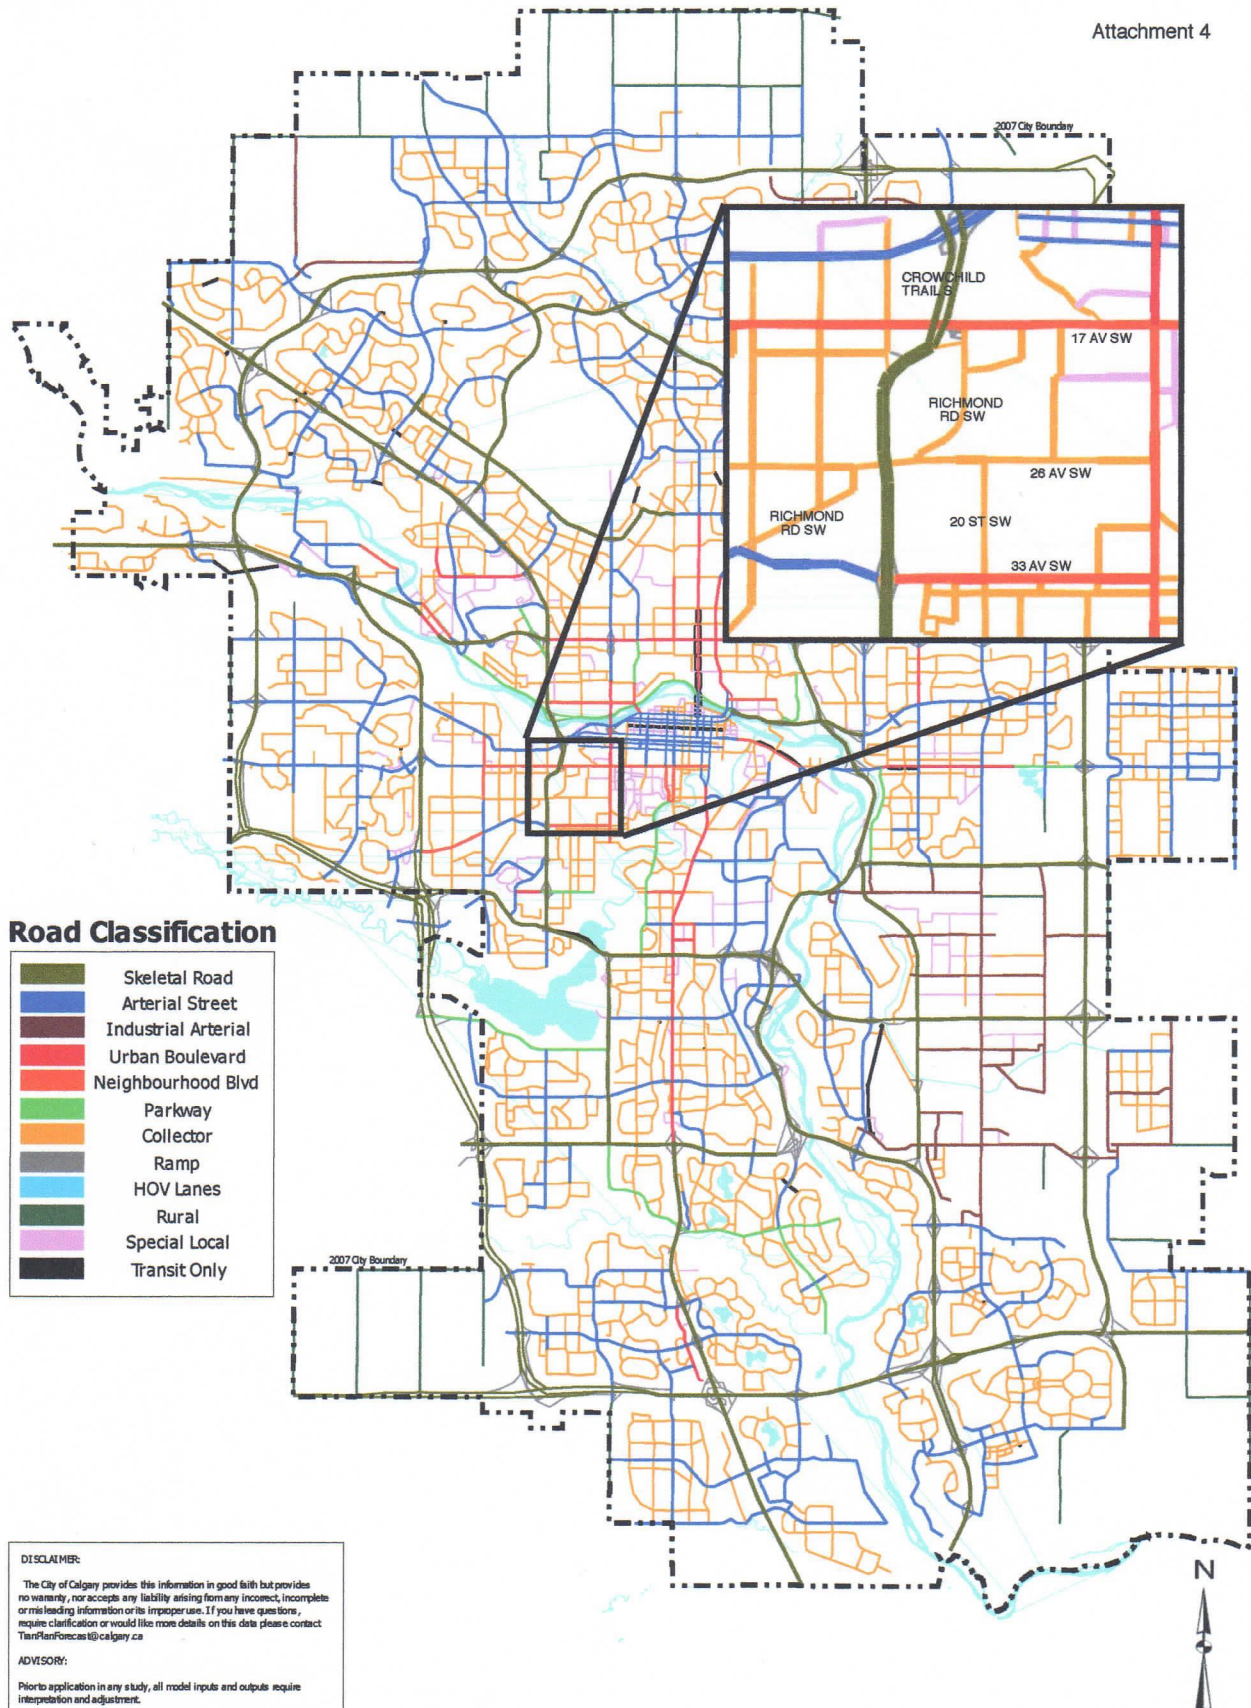 Attachment 4
2007 City Boundary
CROWCHILD
TRAIL S
17 AV SW
RICHMOND
RD SW
26 AV SW
RICHMOND
RD SW
20 ST SW
33 AV SW
Road Classification
Skeletal Road
Arterial Street
Industrial Arterial
Urban Boulevard
Neighbourhood Blvd
Parkway
Collector
Ramp
HOV Lanes
Rural
Special Local
Transit Only
2007 City Boundary
DISCLAIMER:
The City of Calgary provides this information in good faith but provides
no warranty, nor accepts any liability arising from any incorrect, incomplete
or misleading information or its improper use. If you have questions,
require clarification or would like more details on this data please contact
TranPlanForecast@calgary.ca
ADVISORY:
Prior to application in any study, all model inputs and outputs require
interpretation and adjustment.
N